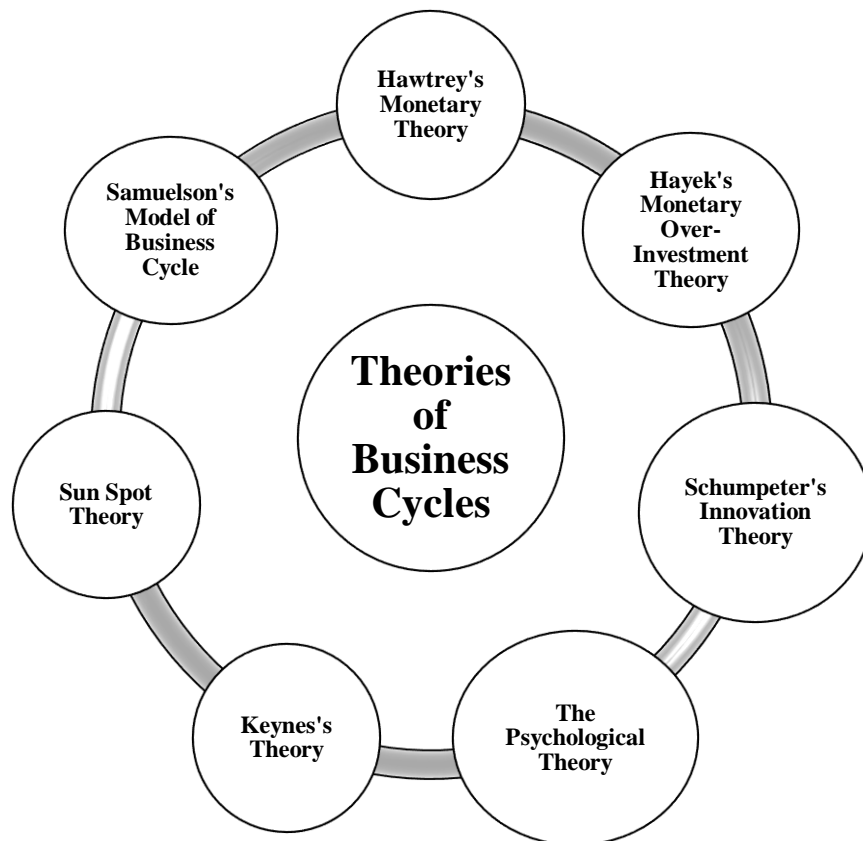 Theories
of
Business
Cycles
Hawtrey's
Monetary
Theory
Hayek's
Monetary
Over-
Investment
Theory
Schumpeter's
Innovation
Theory
The
Psychological
Theory
Keynes's
Theory
Sun Spot
Theory
Samuelson's
Model of
Business
Cycle